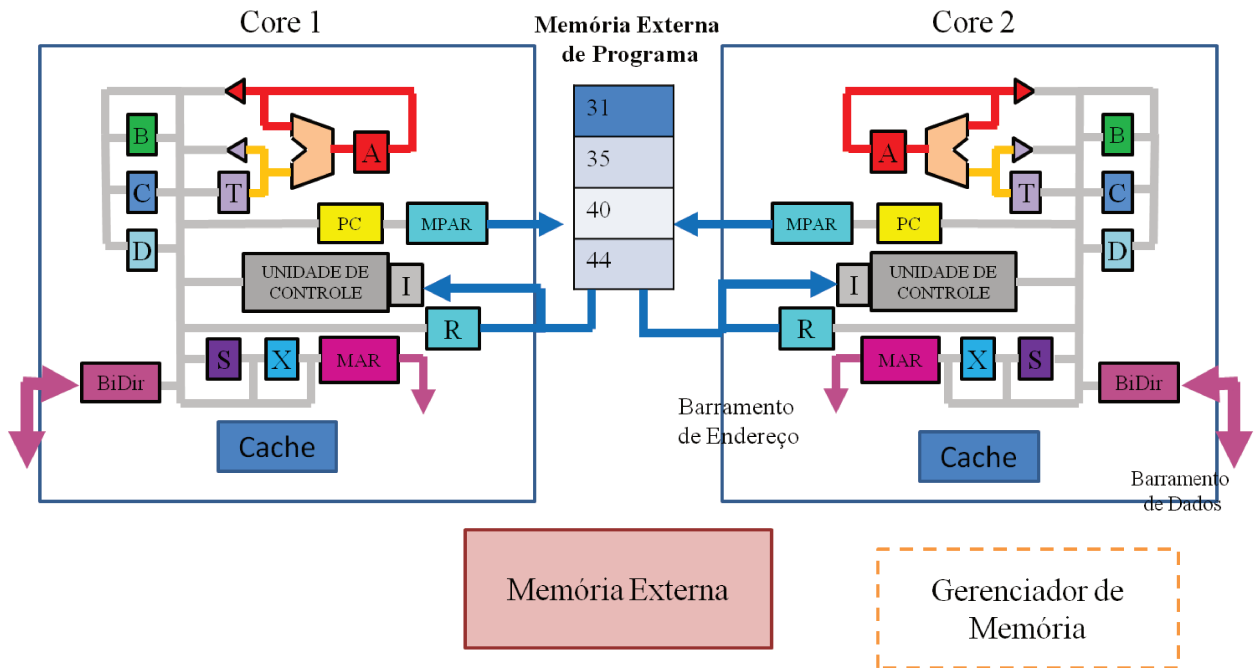 Core 1
Memória Externa
de Programa
Core 2
B
C
D
T
A
PC
MPAR
UNIDADE DE
CONTROLE
I
R
S
X
MAR
BiDir
Cache
31
35
40
44
A
T
B
C
D
MPAR
PC
I
UNIDADE DE
CONTROLE
R
MAR
X
S
BiDir
Barramento
de Endereço
Cache
Barramento
de Dados
Memória Externa
Gerenciador de
Memória